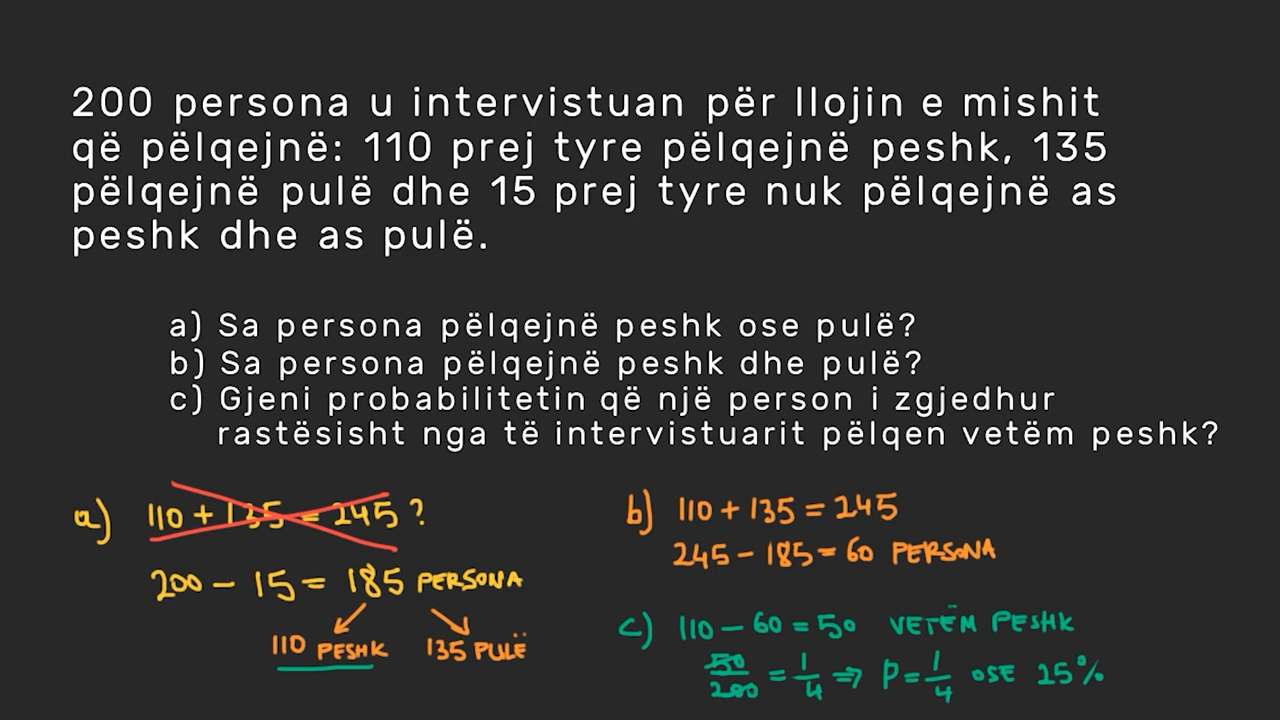 200 persona u intervistuan për llojin e mishit
që pëlqejnë: 110 prej tyre pëlqejnë peshk, 135
pëlqejnë pulë dhe 15 prej tyre nuk pëlqejnë as
peshk dhe as pulë.
a) Sa persona pëlqejnë peshk ose pulë?
b) Sa persona pëlqejnë peshk dhe pulë?
c) Gjeni probabilitetin që një person i zgjedhur
rastësisht nga të intervistuarit pëlqen vetëm peshk?
a) 110 + 135 = 245 ?
200 - 15 = 185 PERSONA
110 PESHK 135 PULË
b) 110 + 135 = 245
245 - 185 = 60 PERSONA
c) 110 - 60 = 50 VETËM PESHK
50/200 = 1/4 ⇒ P = 1/4 OSE 25%